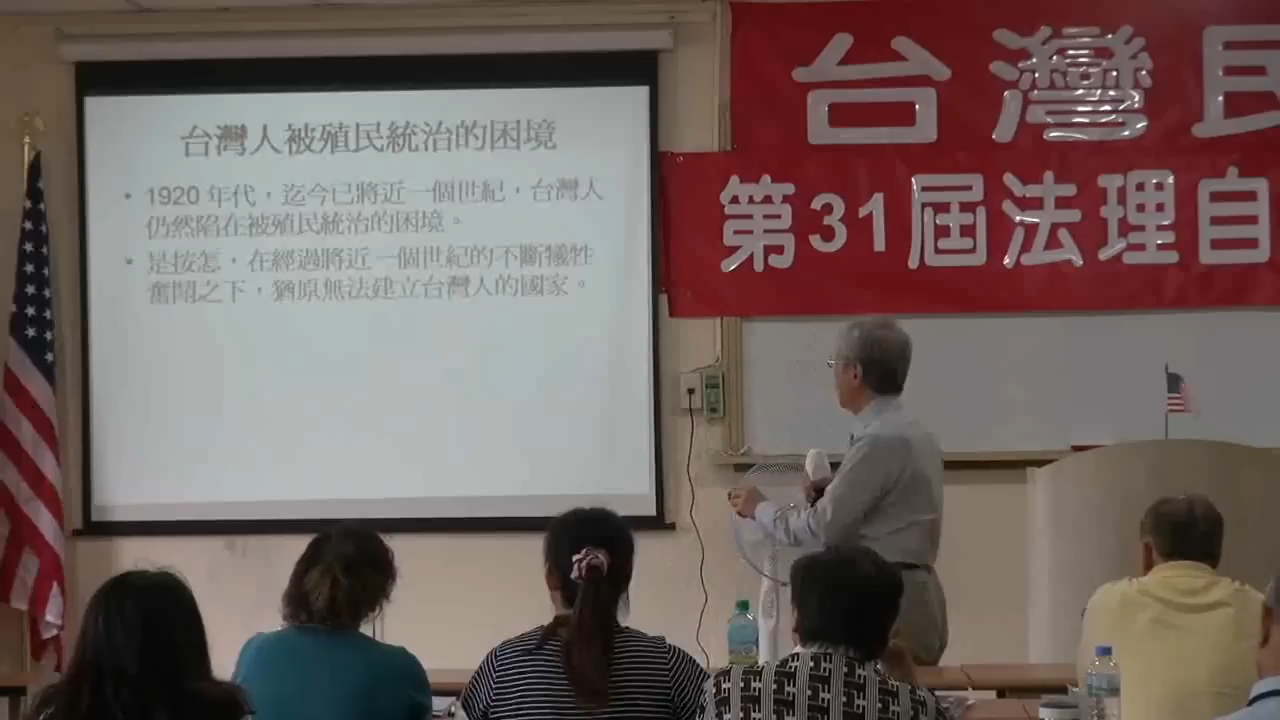 台灣人被殖民統治的困境
• 1920 年代，迄今已將近一個世紀，台灣人
仍然陷在被殖民統治的困境。
• 是按怎，在經過將近一個世紀的不斷犧牲
奮鬪之下，猶原無法建立台灣人的國家。
台灣民
第31屆法理自